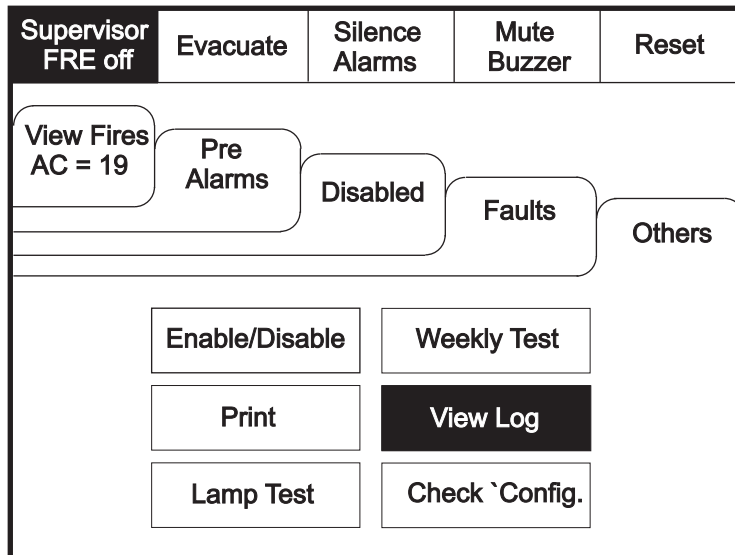 Supervisor
FRE off
Evacuate
Silence
Alarms
Mute
Buzzer
Reset
View Fires
AC = 19
Pre
Alarms
Disabled
Faults
Others
Enable/Disable
Weekly Test
Print
View Log
Lamp Test
Check `Config.